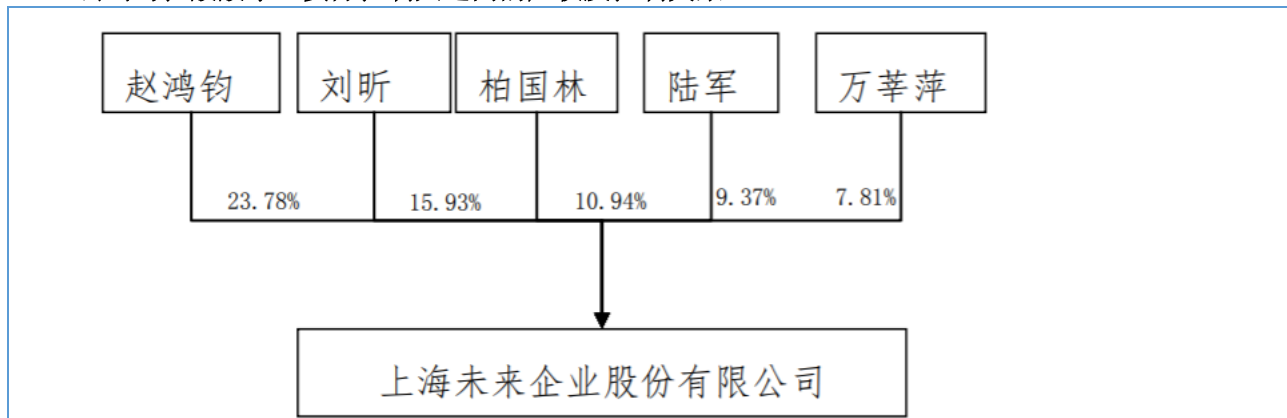 赵鸿钧
刘昕
柏国林
陆军
万莘萍
23.78%
15.93%
10.94%
9.37%
7.81%
上海未来企业股份有限公司